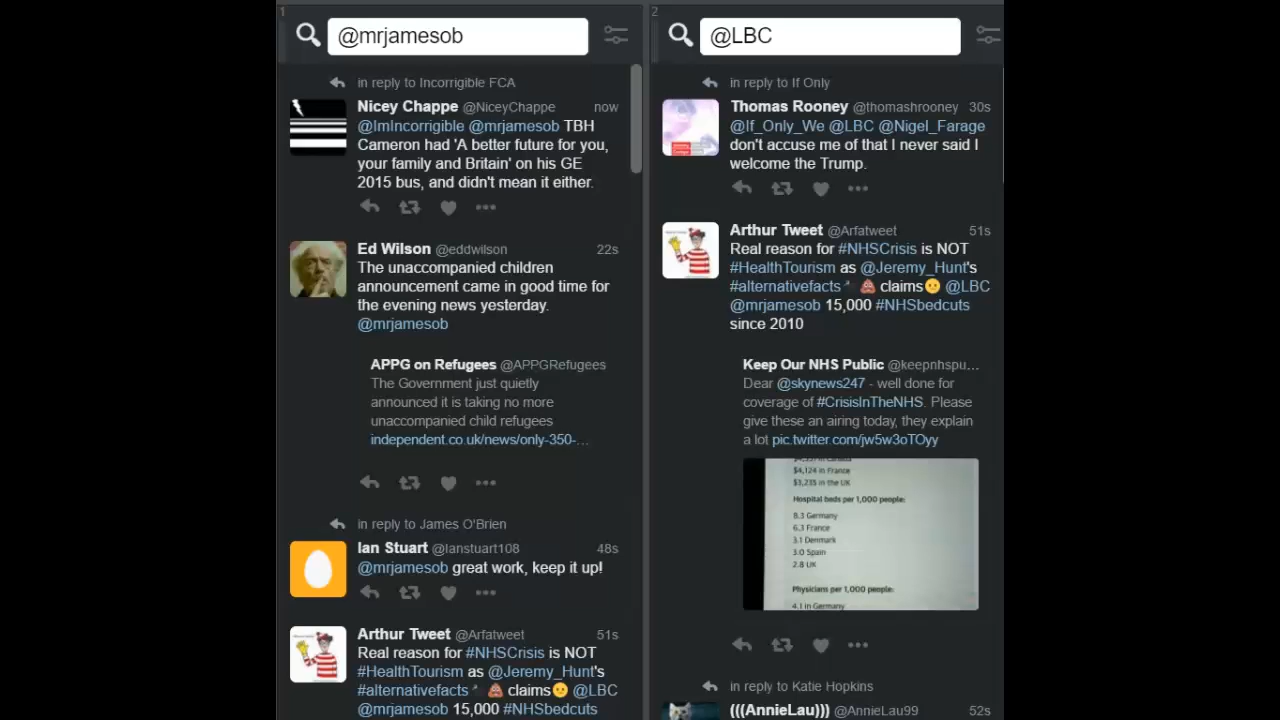 1
@mrjamesob
in reply to Incorrigible FCA
Nicey Chappe @NiceyChappe now
@ImIncorrigible @mrjamesob TBH
Cameron had 'A better future for you,
your family and Britain' on his GE
2015 bus, and didn't mean it either.
Ed Wilson @eddwilson 22s
The unaccompanied children
announcement came in good time for
the evening news yesterday.
@mrjamesob
APPG on Refugees @APPGRefugees
The Government just quietly
announced it is taking no more
unaccompanied child refugees
independent.co.uk/news/only-350-…
in reply to James O'Brien
Ian Stuart @Ianstuart108 48s
@mrjamesob great work, keep it up!
Arthur Tweet @Arfatweet 51s
Real reason for #NHSCrisis is NOT
#HealthTourism as @Jeremy_Hunt's
#alternativefacts 💩 claims😕 @LBC
@mrjamesob 15,000 #NHSbedcuts
2
@LBC
in reply to If Only
Thomas Rooney @thomashrooney 30s
@If_Only_We @LBC @Nigel_Farage
don't accuse me of that I never said I
welcome the Trump.
Arthur Tweet @Arfatweet 51s
Real reason for #NHSCrisis is NOT
#HealthTourism as @Jeremy_Hunt's
#alternativefacts 💩 claims😕 @LBC
@mrjamesob 15,000 #NHSbedcuts
since 2010
Keep Our NHS Public @keepnhspu...
Dear @skynews247 - well done for
coverage of #CrisisInTheNHS. Please
give these an airing today, they explain
a lot pic.twitter.com/jw5w3oTOyy
in Canada
$4,124 in France
$3,235 in the UK
Hospital beds per 1,000 people:
8.3 Germany
6.3 France
3.1 Denmark
3.0 Spain
2.8 UK
Physicians per 1,000 people:
4.1 in Germany
in reply to Katie Hopkins
(((AnnieLau))) @AnnieLau99 52s